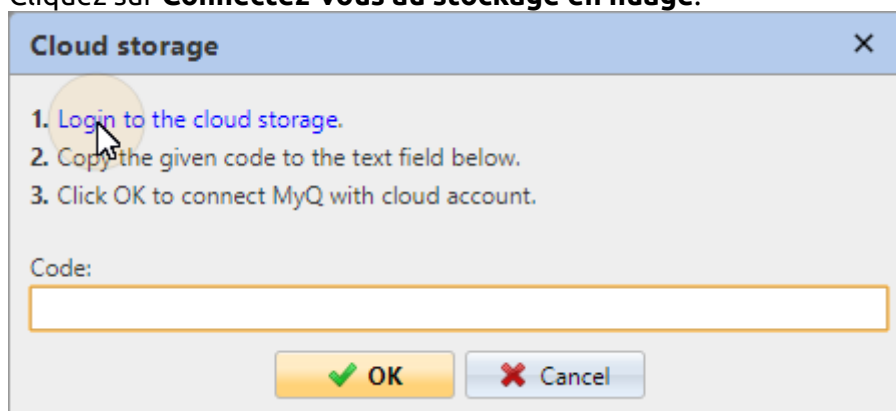 Cliquez sur Connectez-vous au stockage en nuage.
Cloud storage
1. Login to the cloud storage.
2. Copy the given code to the text field below.
3. Click OK to connect MyQ with cloud account.
Code:
OK
Cancel